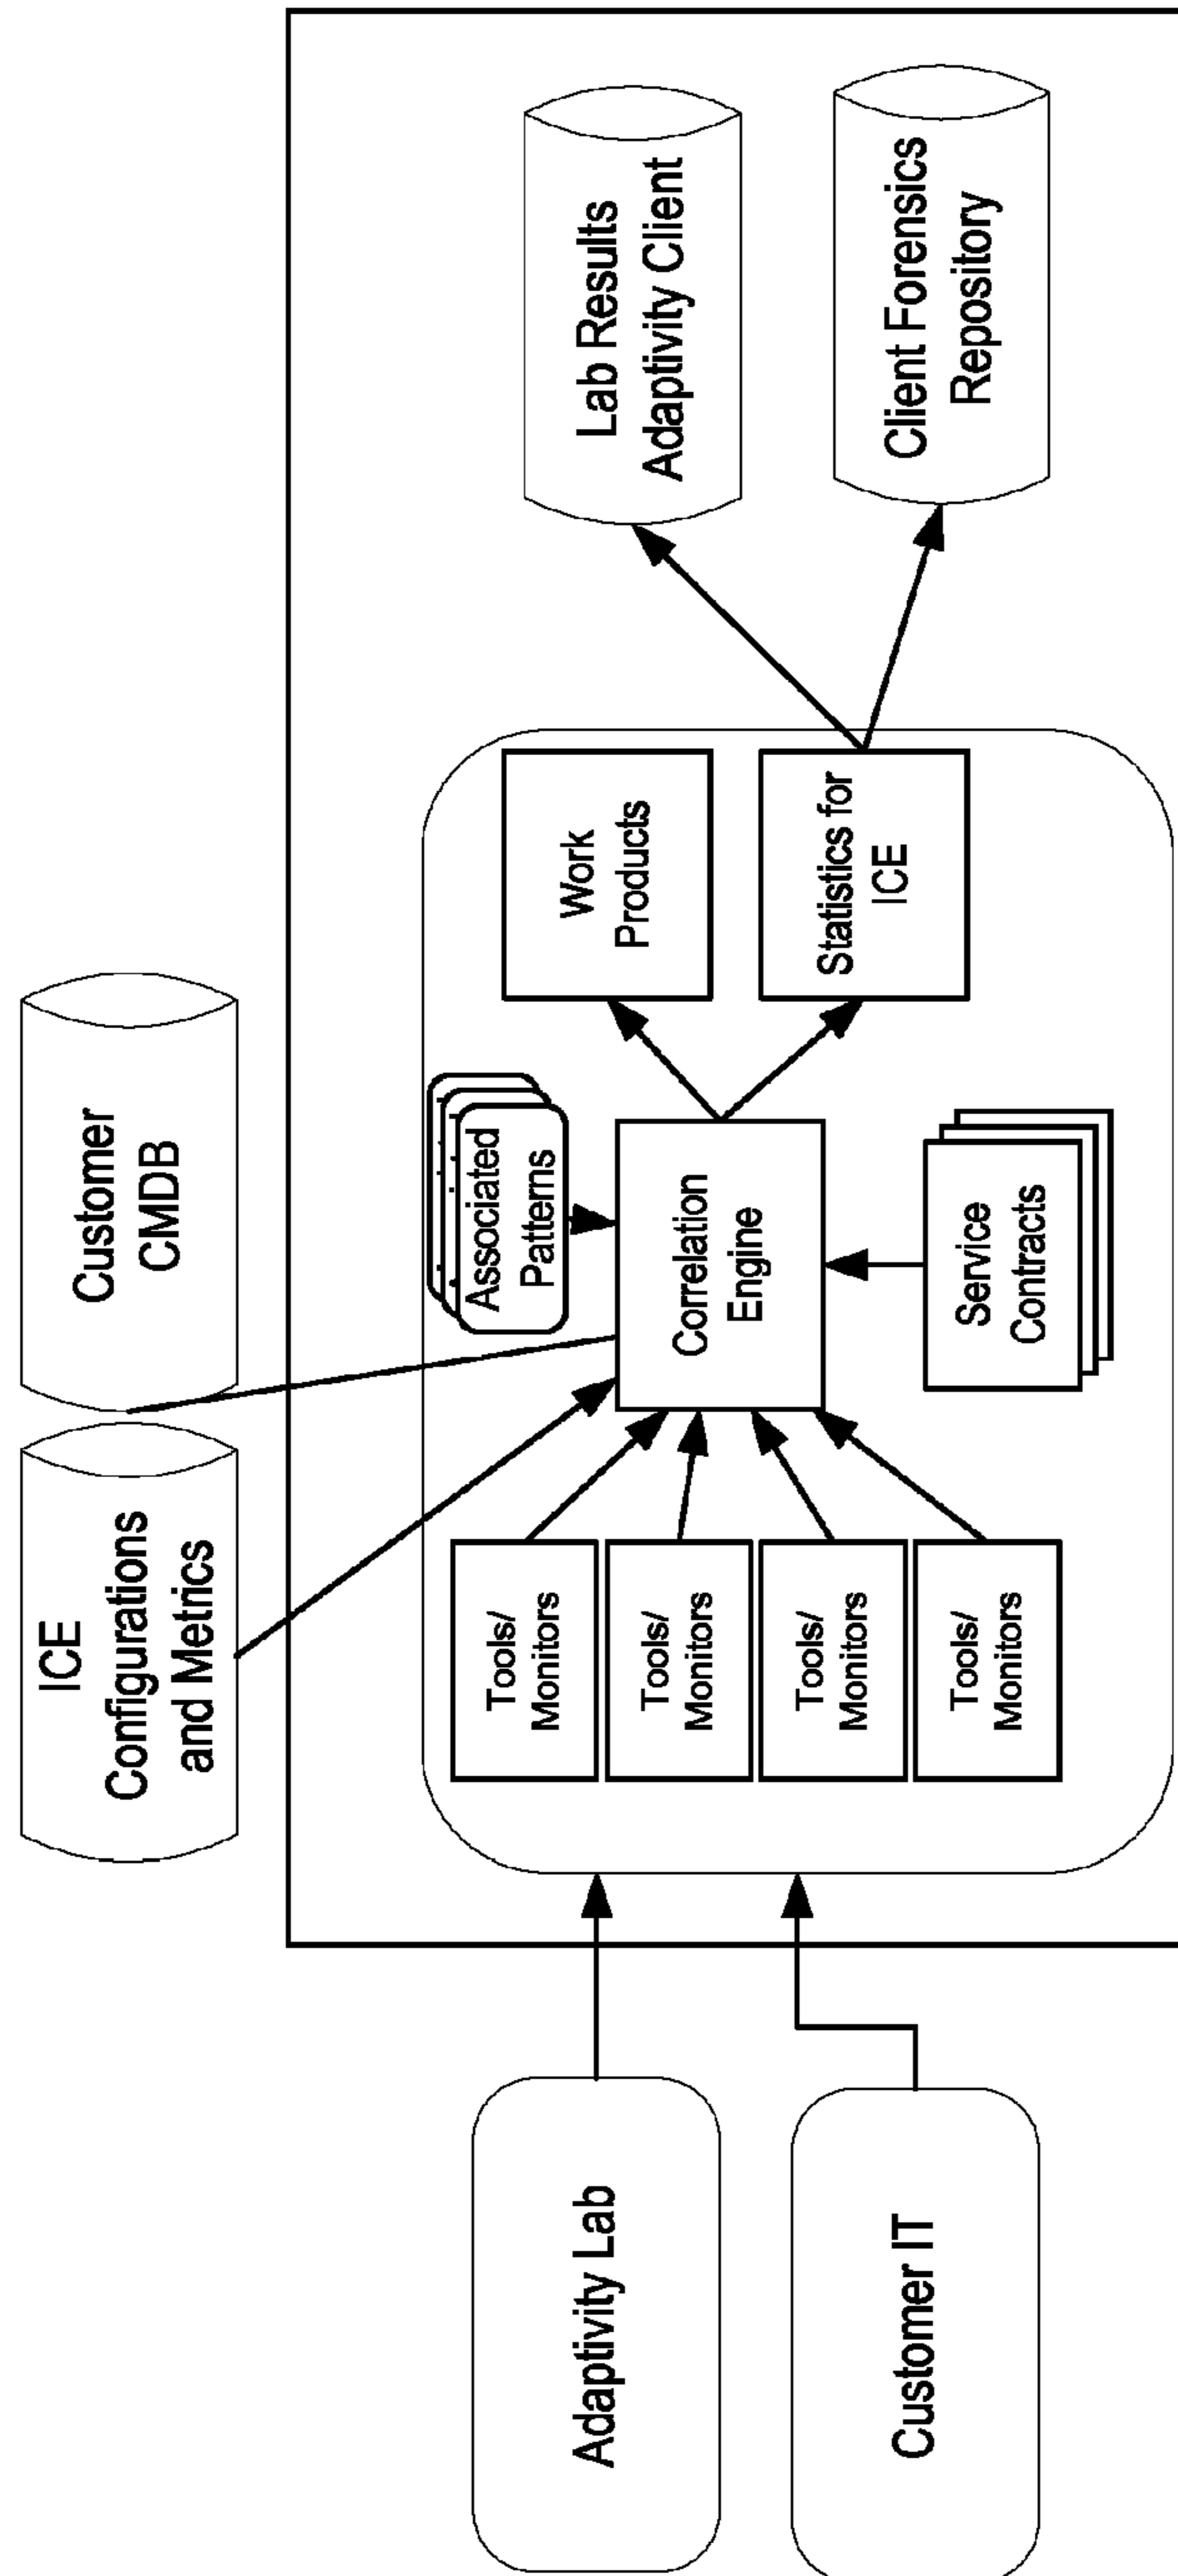 ICE
Configurations
and Metrics
Customer
CMDB
Adaptivity Lab
Customer IT
Tools/
Monitors
Tools/
Monitors
Tools/
Monitors
Tools/
Monitors
Associated
Patterns
Correlation
Engine
Service
Contracts
Work
Products
Statistics for
ICE
Lab Results
Adaptivity Client
Client Forensics
Repository